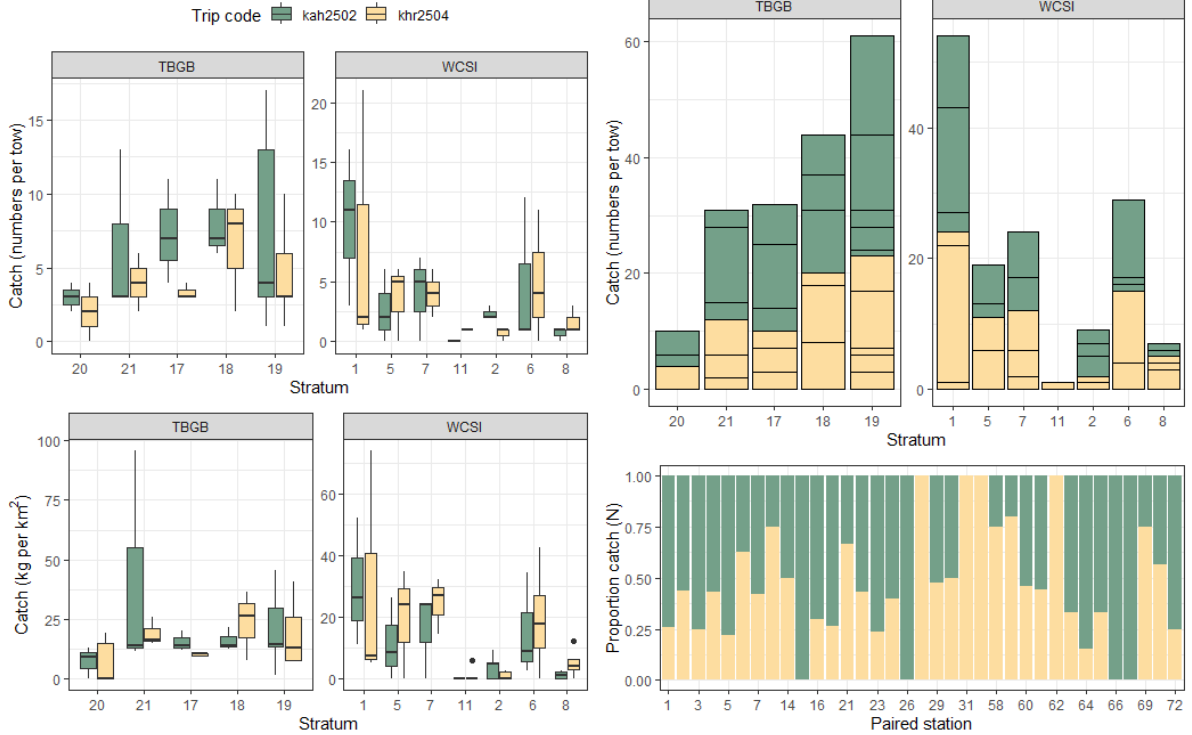 Trip code kah2502 khr2504
TBGB WCSI
Catch (numbers per tow)
15
10
5
0
20
15
10
5
0
20 21 17 18 19
1 5 7 11 2 6 8
Stratum
TBGB WCSI
Catch (kg per km²)
100
75
50
25
0
60
40
20
0
20 21 17 18 19
1 5 7 11 2 6 8
Stratum
TBGB WCSI
Catch (numbers per tow)
60
40
20
0
40
20
0
20 21 17 18 19
1 5 7 11 2 6 8
Stratum
Proportion catch (N)
1.00
0.75
0.50
0.25
0.00
1 3 5 7 14 16 21 23 26 29 31 58 60 62 64 66 69 72
Paired station